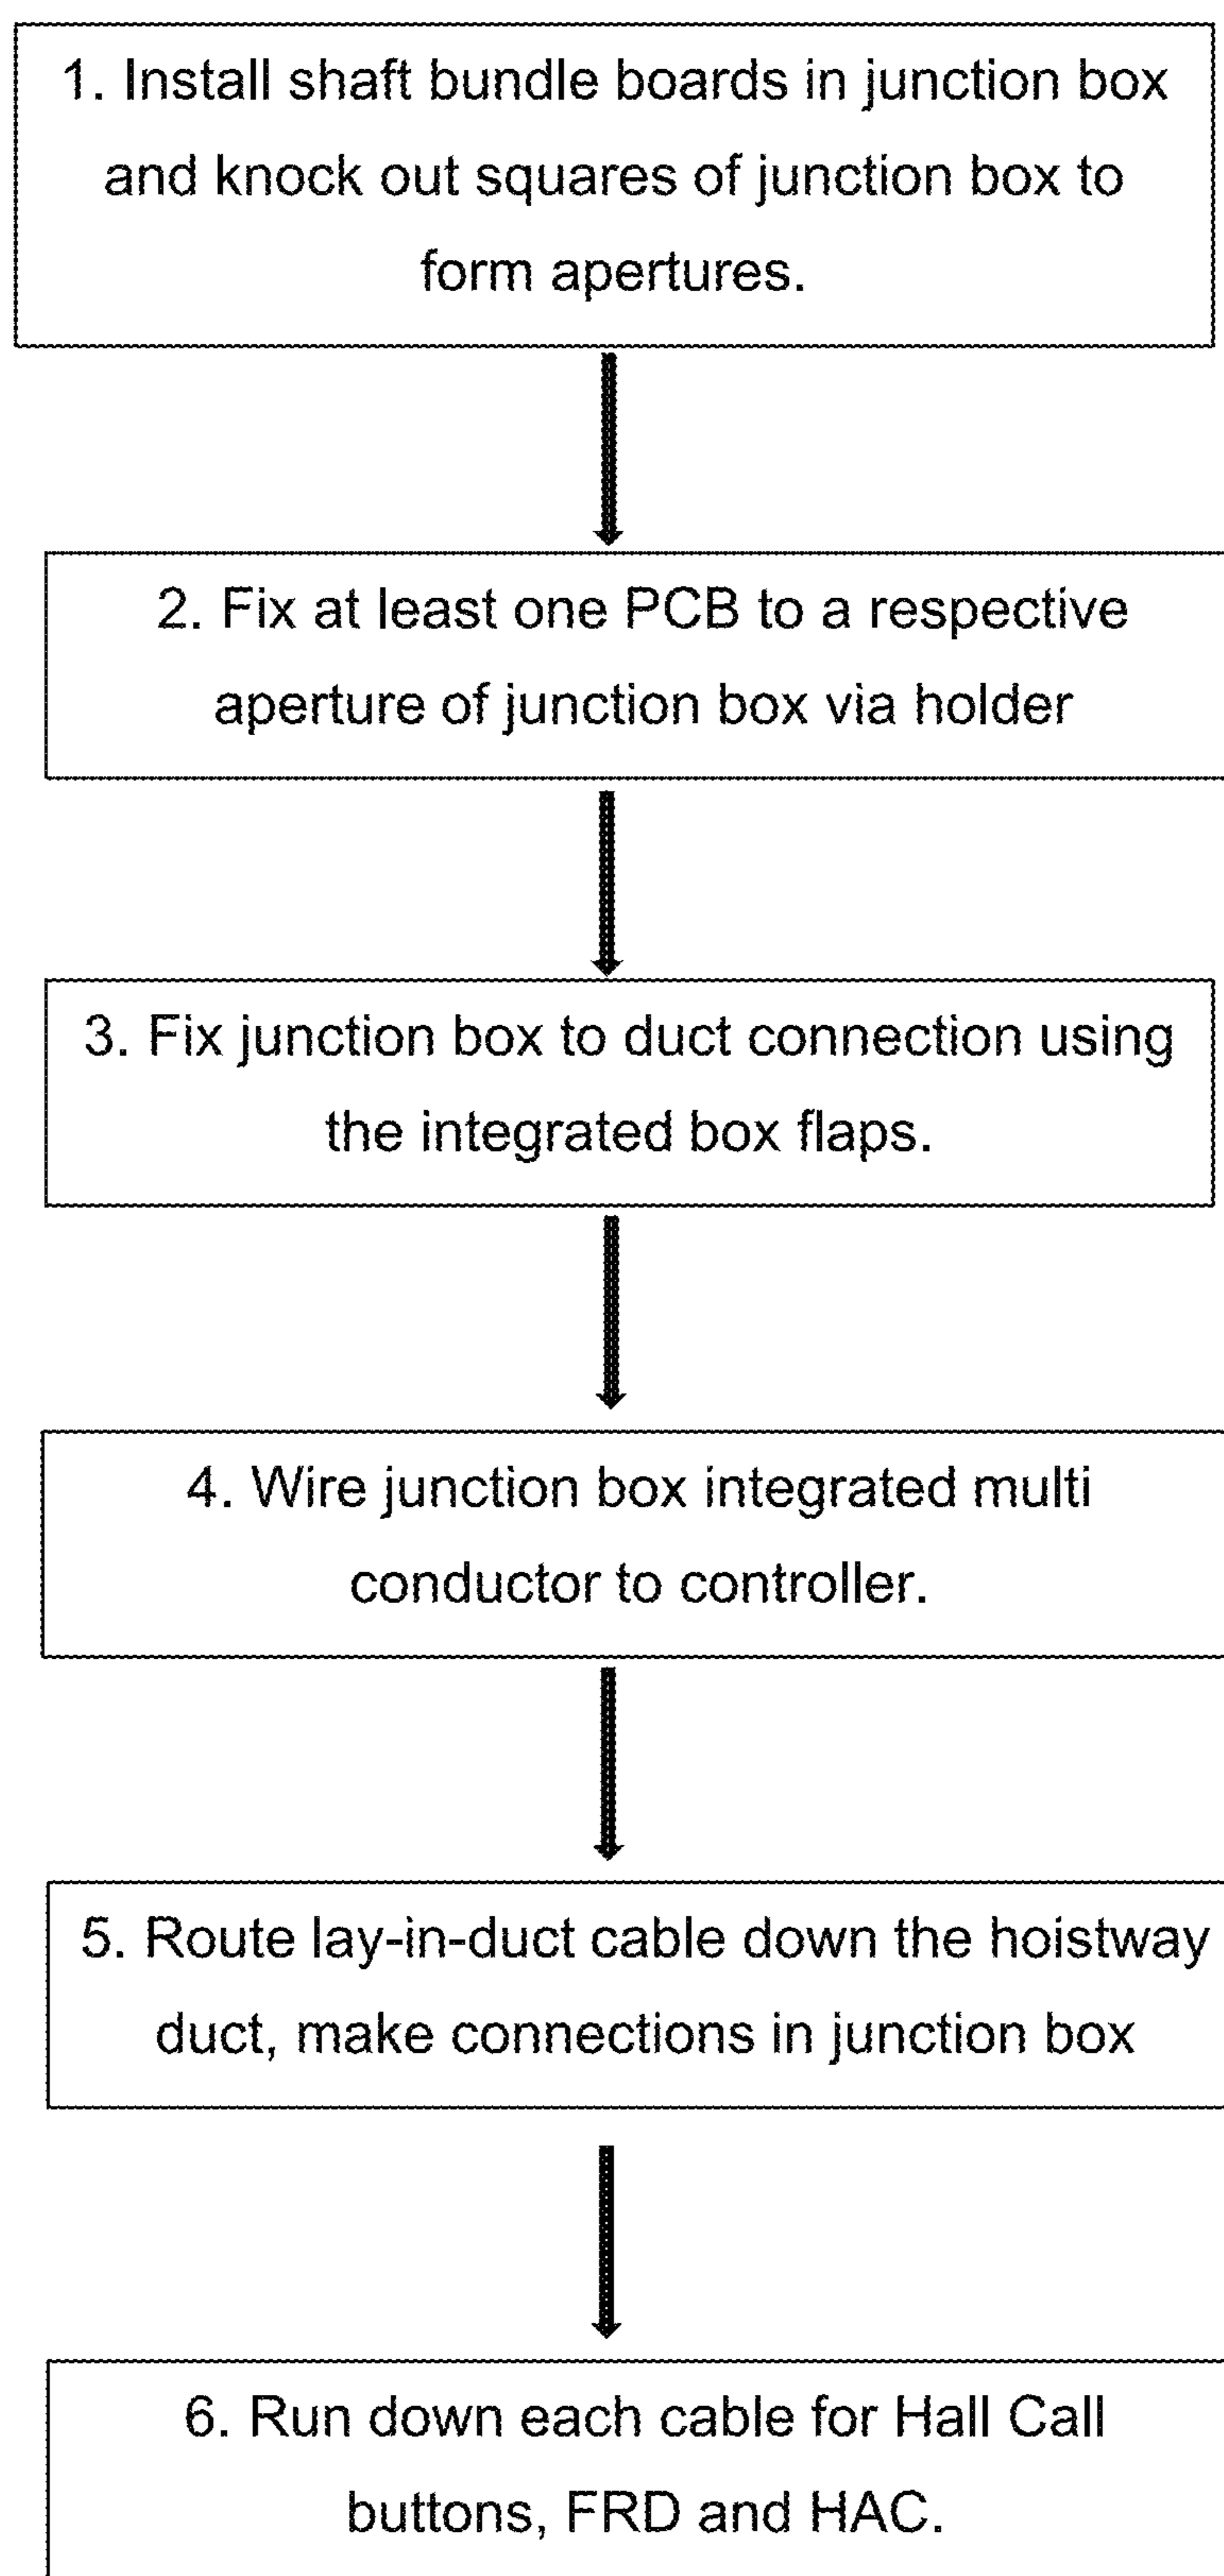 1. Install shaft bundle boards in junction box
and knock out squares of junction box to
form apertures.
2. Fix at least one PCB to a respective
aperture of junction box via holder
3. Fix junction box to duct connection using
the integrated box flaps.
4. Wire junction box integrated multi
conductor to controller.
5. Route lay-in-duct cable down the hoistway
duct, make connections in junction box
6. Run down each cable for Hall Call
buttons, FRD and HAC.